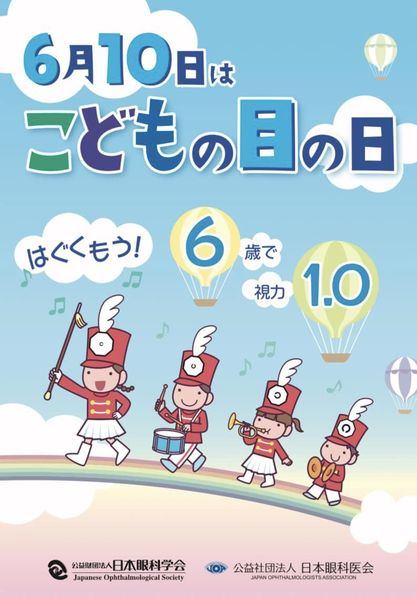 6月10日は
こどもの目の日
はぐくもう!
6歳で
視力1.0
公益財団法人日本眼科学会
Japanese Ophthalmological Society
公益社団法人 日本眼科医会
JAPAN OPHTHALMOLOGISTS ASSOCIATION